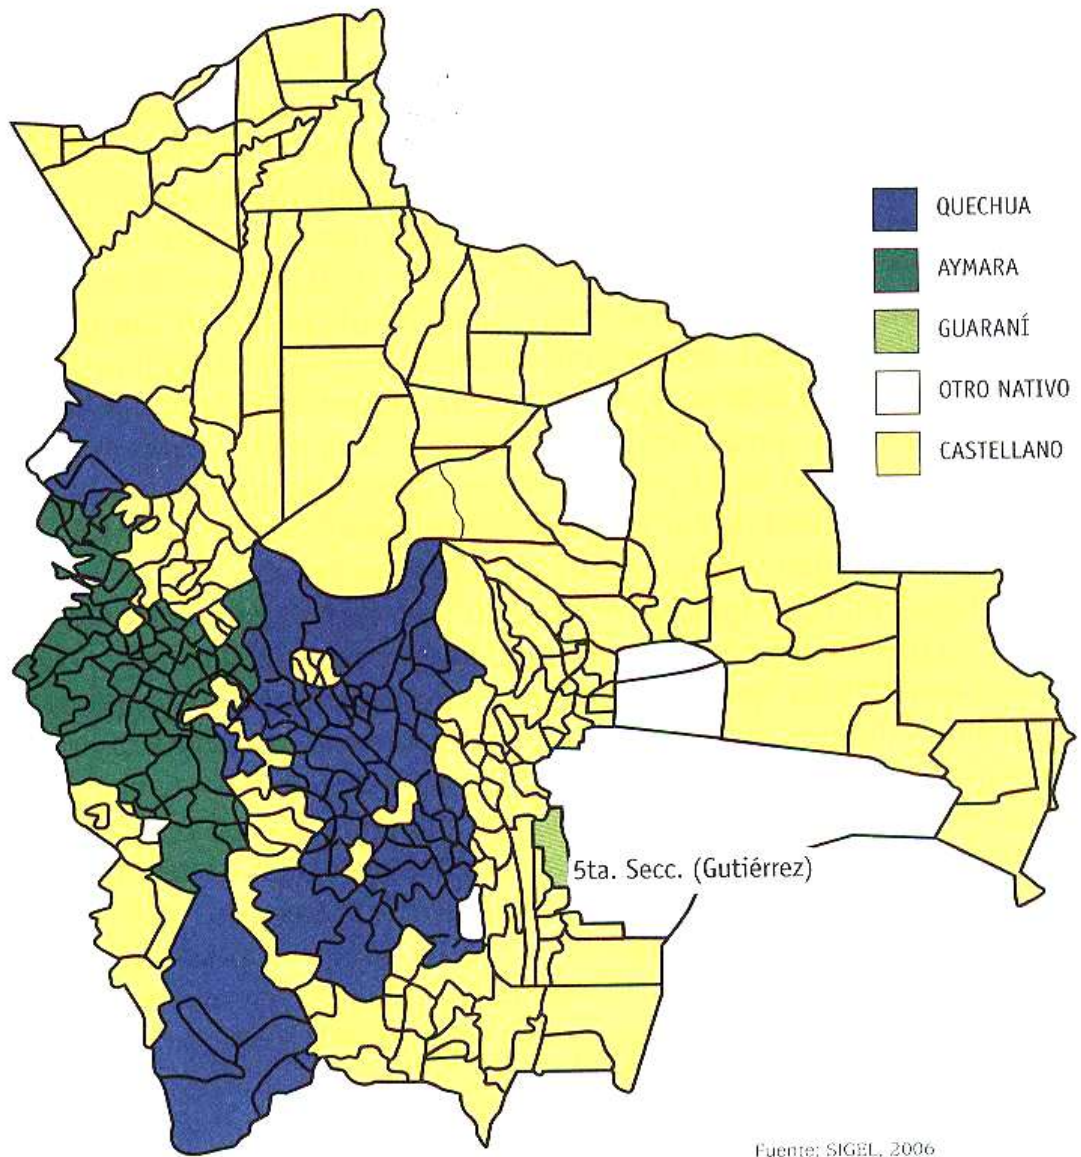 QUECHUA
AYMARA
GUARANÍ
OTRO NATIVO
CASTELLANO
5ta. Secc. (Gutiérrez)
Fuente: SIGEL, 2006